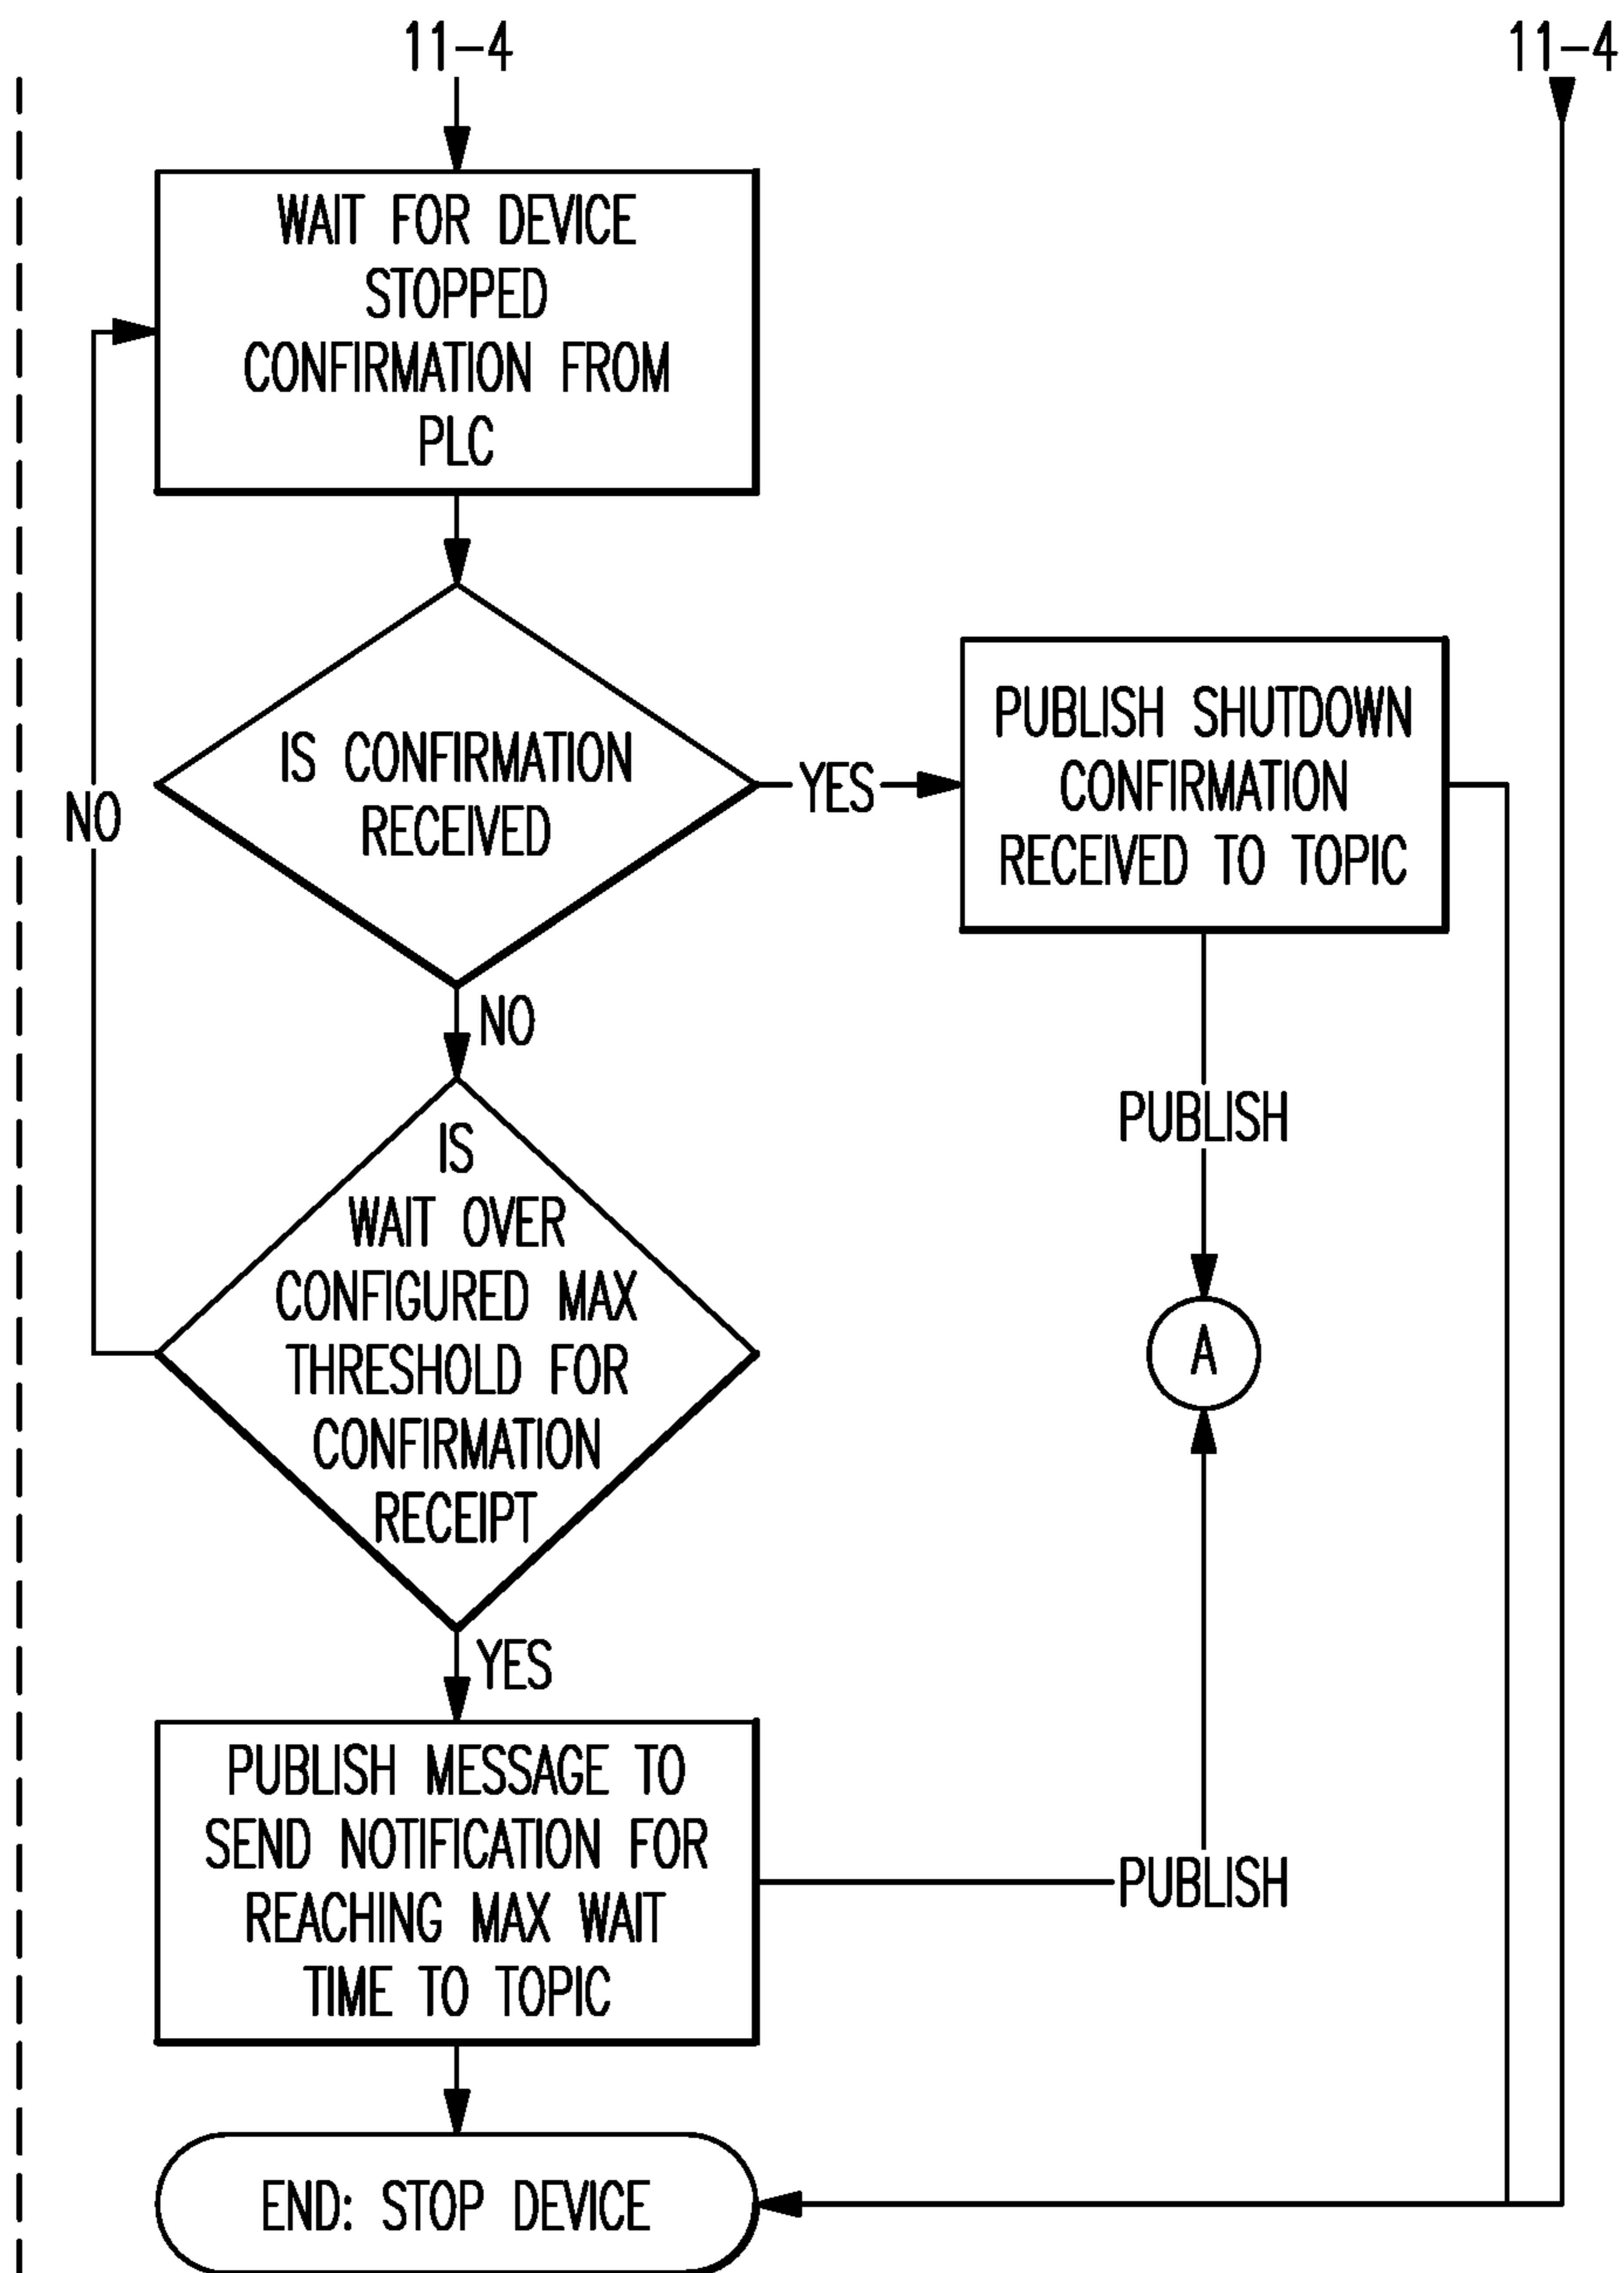 11-4
11-4
WAIT FOR DEVICE
STOPPED
CONFIRMATION FROM
PLC
IS CONFIRMATION
RECEIVED
YES
PUBLISH SHUTDOWN
CONFIRMATION
RECEIVED TO TOPIC
NO
NO
PUBLISH
IS
WAIT OVER
CONFIGURED MAX
THRESHOLD FOR
CONFIRMATION
RECEIPT
A
YES
PUBLISH MESSAGE TO
SEND NOTIFICATION FOR
REACHING MAX WAIT
TIME TO TOPIC
PUBLISH
END: STOP DEVICE